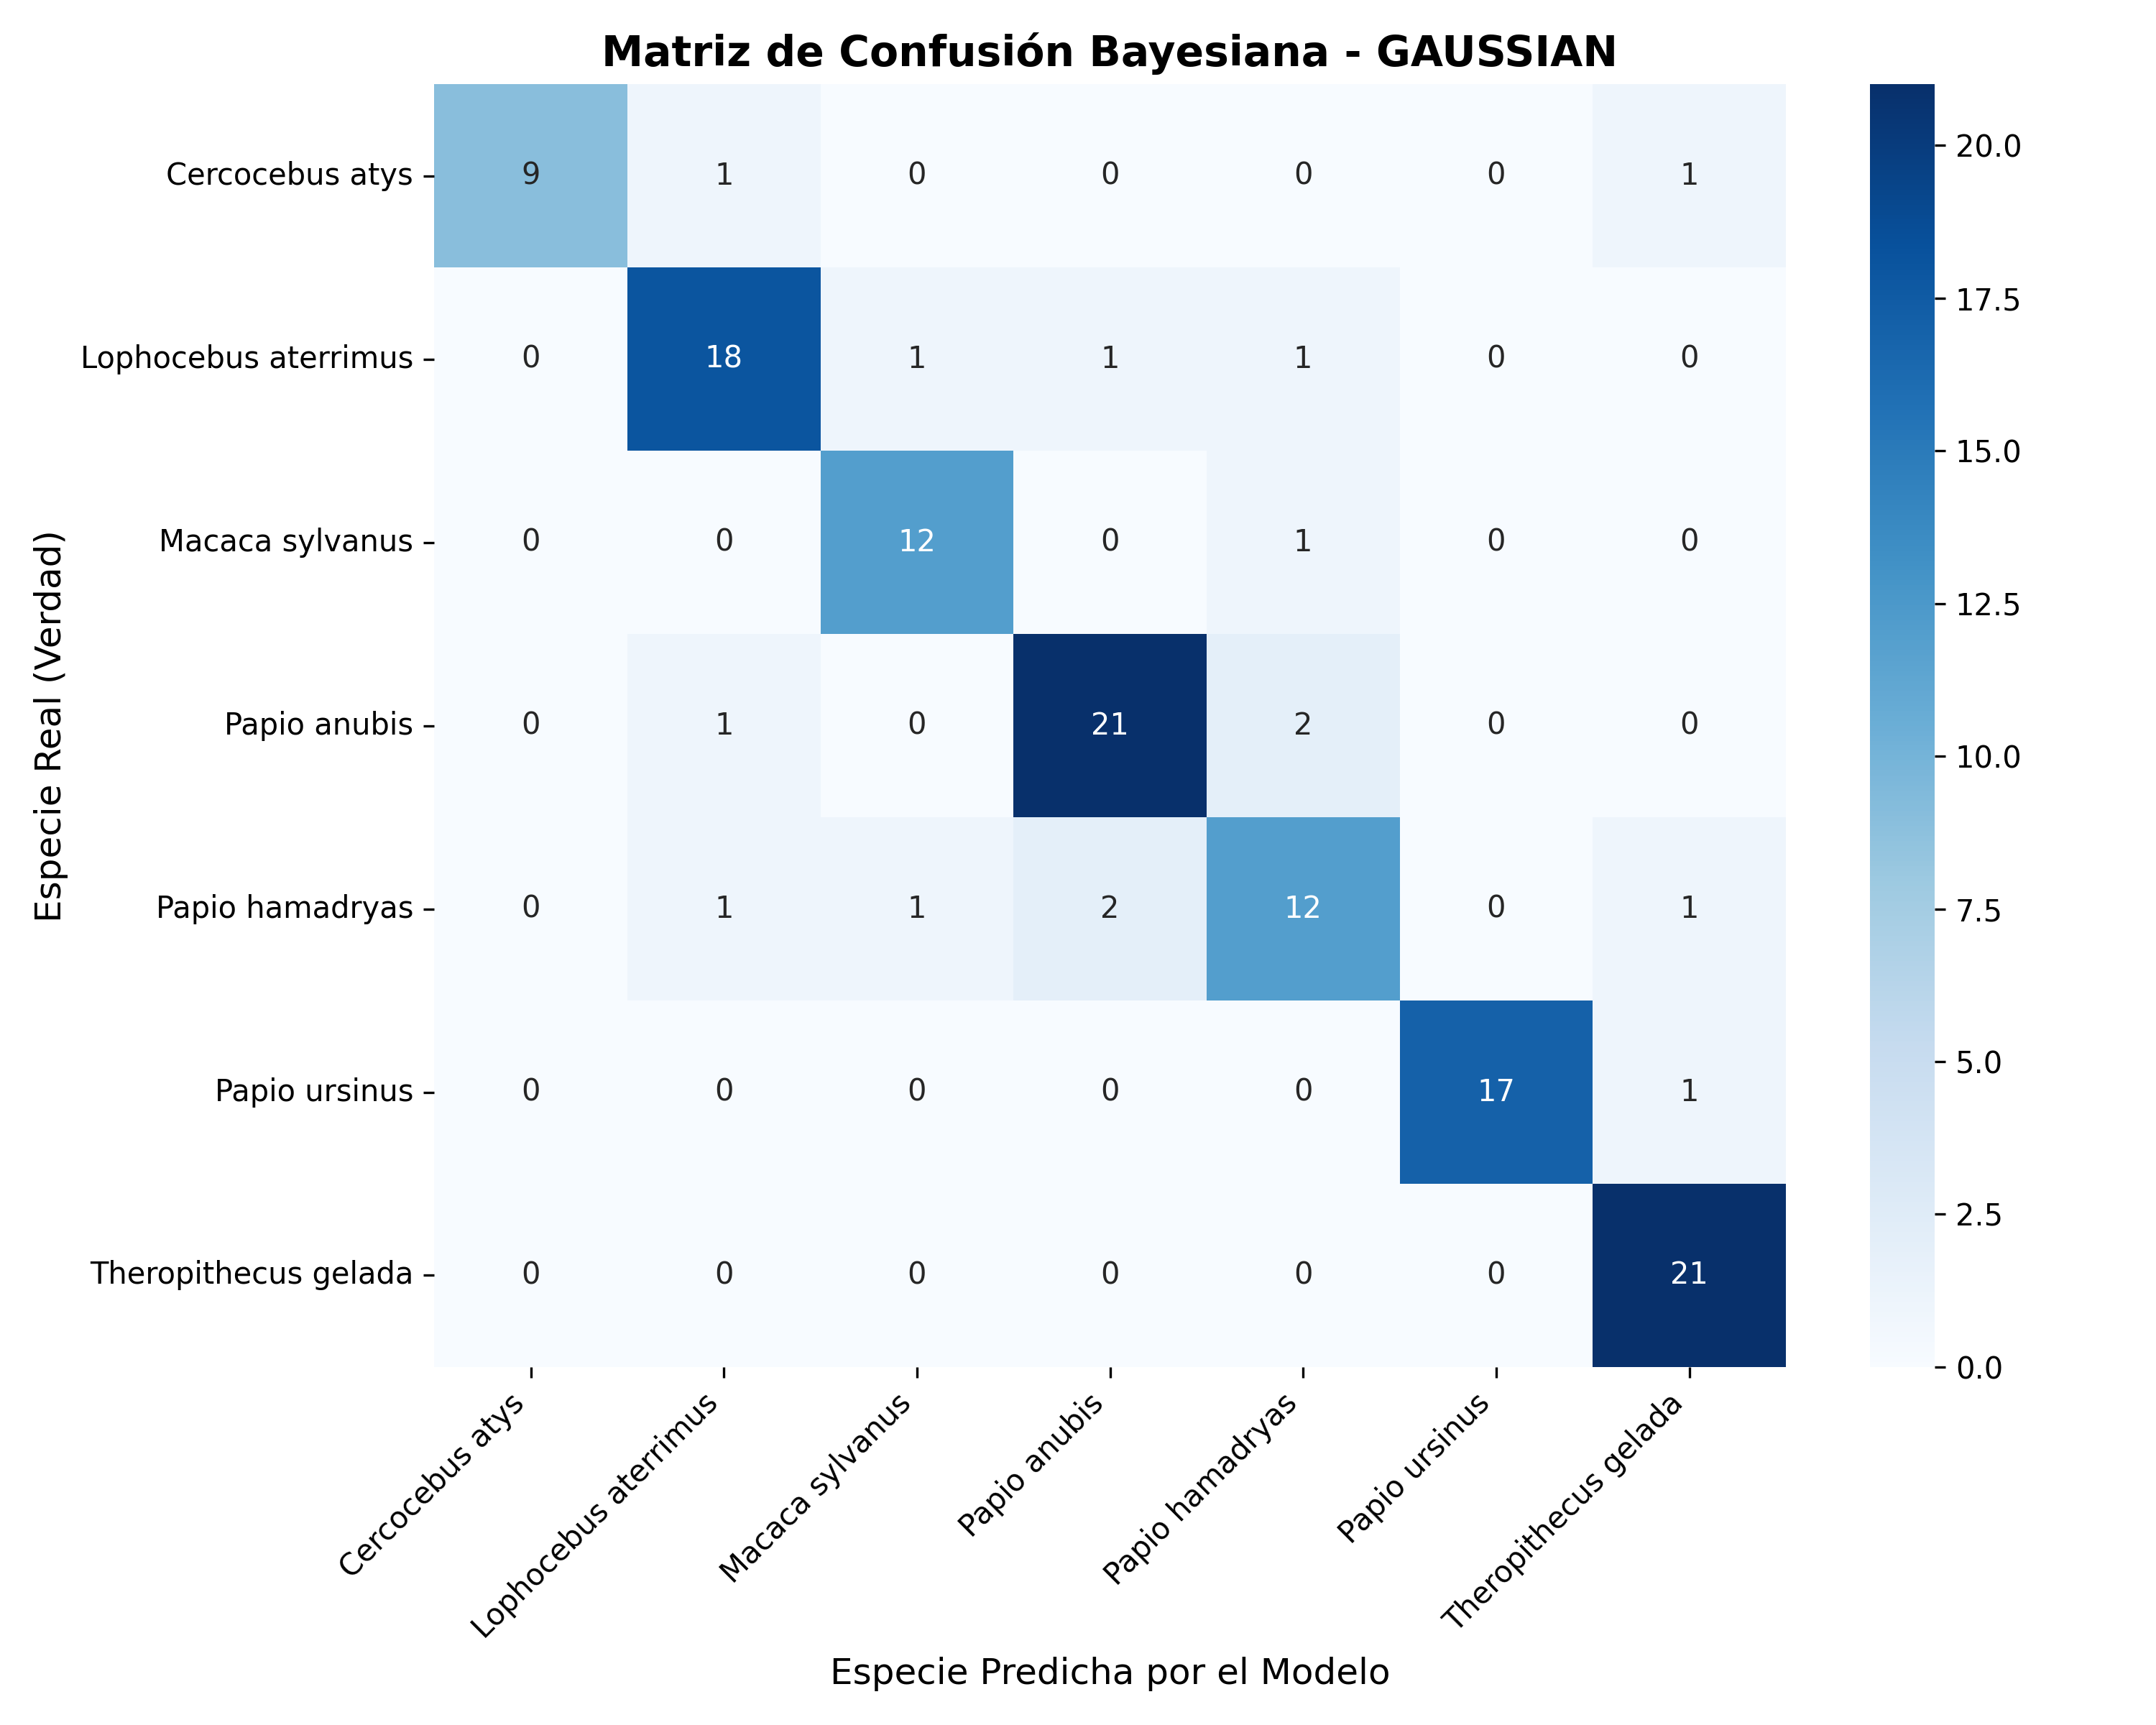 Matriz de Confusión Bayesiana - GAUSSIAN
Especie Real (Verdad)
Cercocebus atys 9 1 0 0 0 0 1
Lophocebus aterrimus 0 18 1 1 1 0 0
Macaca sylvanus 0 0 12 0 1 0 0
Papio anubis 0 1 0 21 2 0 0
Papio hamadryas 0 1 1 2 12 0 1
Papio ursinus 0 0 0 0 0 17 1
Theropithecus gelada 0 0 0 0 0 0 21
Cercocebus atys
Lophocebus aterrimus
Macaca sylvanus
Papio anubis
Papio hamadryas
Papio ursinus
Theropithecus gelada
Especie Predicha por el Modelo
20.0
17.5
15.0
12.5
10.0
7.5
5.0
2.5
0.0